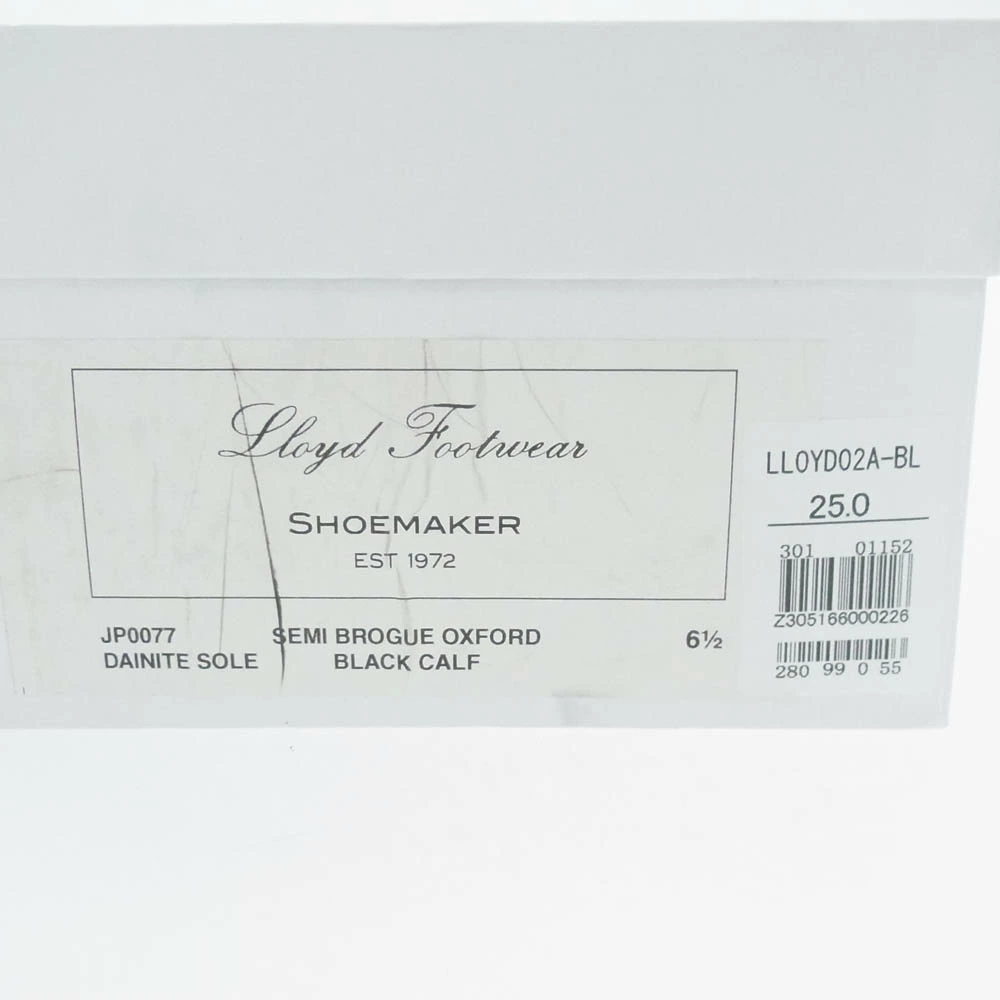 Lloyd Footwear
SHOEMAKER
EST 1972
JP0077 SEMI BROGUE OXFORD 6½
DAINITE SOLE BLACK CALF
LLOYD02A-BL
25.0
301 01152
Z305166000226
280 99 0 55